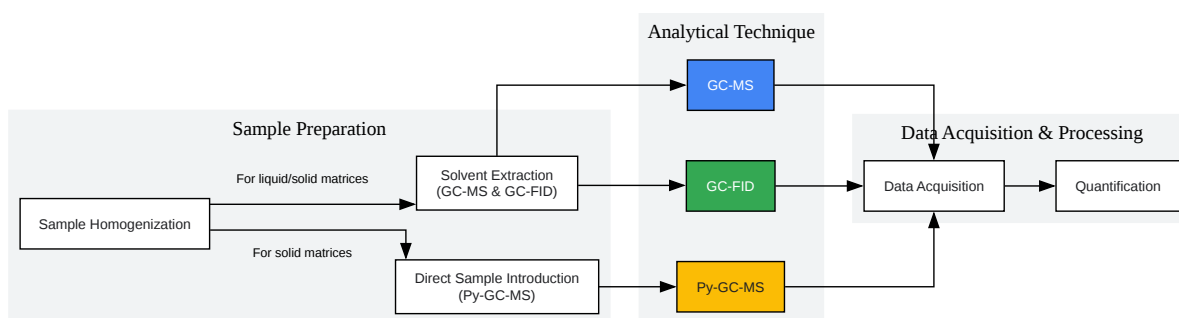 Sample Preparation
Sample Homogenization
For liquid/solid matrices
For solid matrices
Solvent Extraction
(GC-MS & GC-FID)
Direct Sample Introduction
(Py-GC-MS)
Analytical Technique
GC-MS
GC-FID
Py-GC-MS
Data Acquisition & Processing
Data Acquisition
Quantification